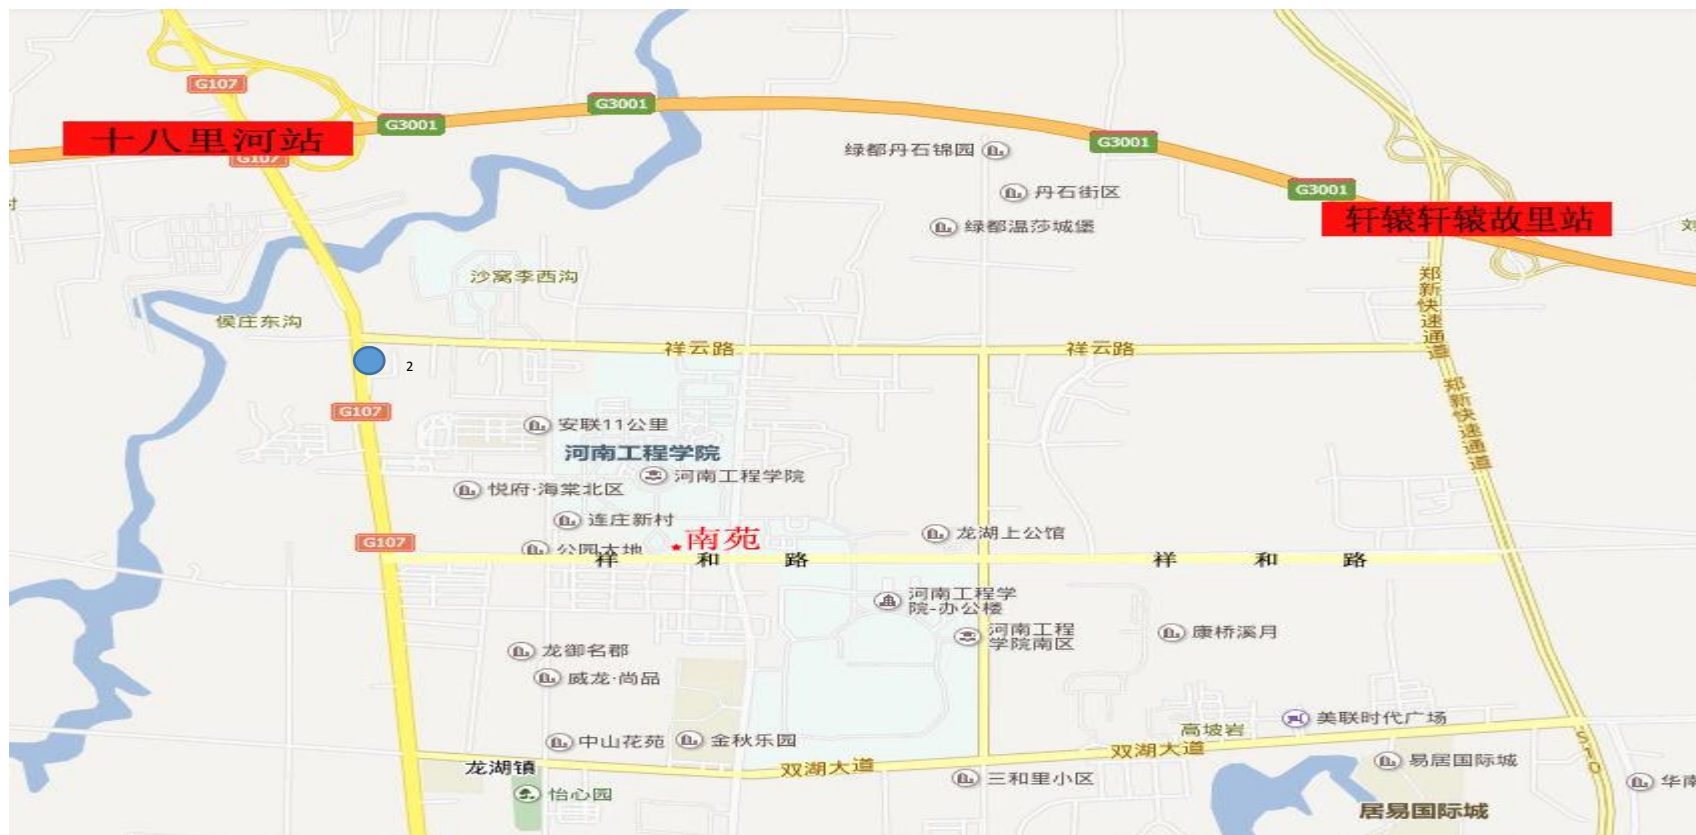 G107
G3001
G3001
十八里河站
G107
G3001
绿都丹石锦园
丹石街区
G3001
绿都温莎城堡
轩辕轩辕故里站
村
刘
沙窝李西沟
侯庄东沟
郑新快速通道
祥云路
祥云路
2
G107
郑新快速通道
安联11公里
河南工程学院
河南工程学院
悦府·海棠北区
连庄新村
南苑
龙湖上公馆
G107
公园大地
祥 和 路
祥 和 路
河南工程学
院-办公楼
河南工程
学院南区
康桥溪月
龙御名郡
威龙·尚品
美联时代广场
高坡岩
中山花苑
金秋乐园
双湖大道
S1O2
龙湖镇
双湖大道
易居国际城
三和里小区
华南
怡心园
居易国际城